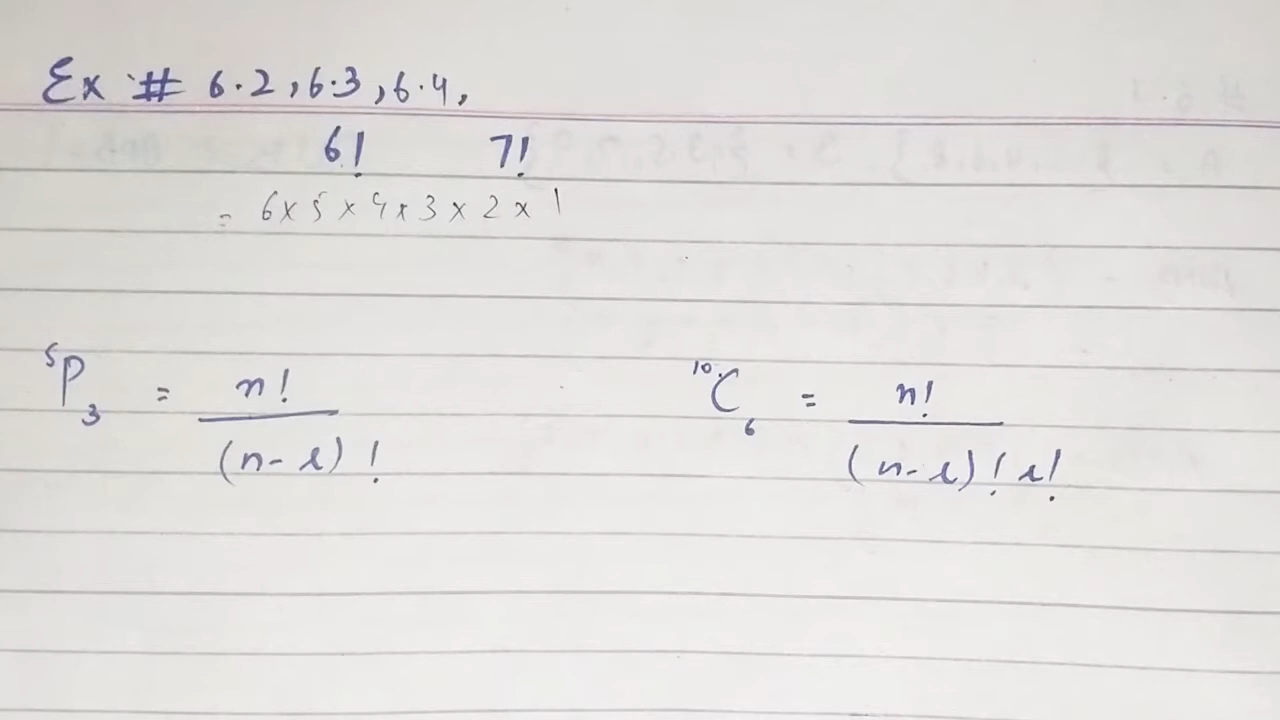 Ex # 6.2, 6.3, 6.4,
6! 7!
= 6 x 5 x 4 x 3 x 2 x 1
⁵P₃ = n! / (n-r)!
¹⁰C₆ = n! / (n-r)! r!